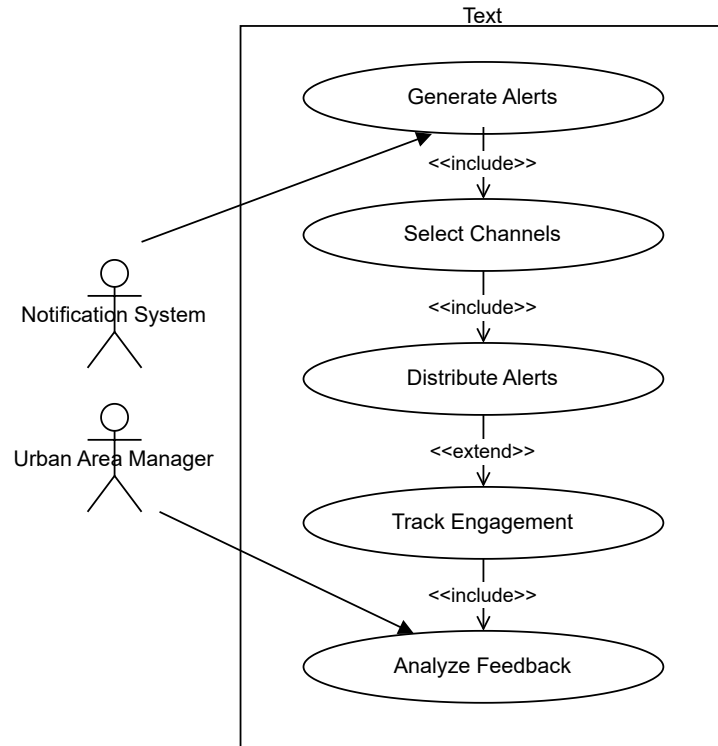 Text
Generate Alerts
<<include>>
Select Channels
Notification System
<<include>>
Distribute Alerts
Urban Area Manager
<<extend>>
Track Engagement
<<include>>
Analyze Feedback